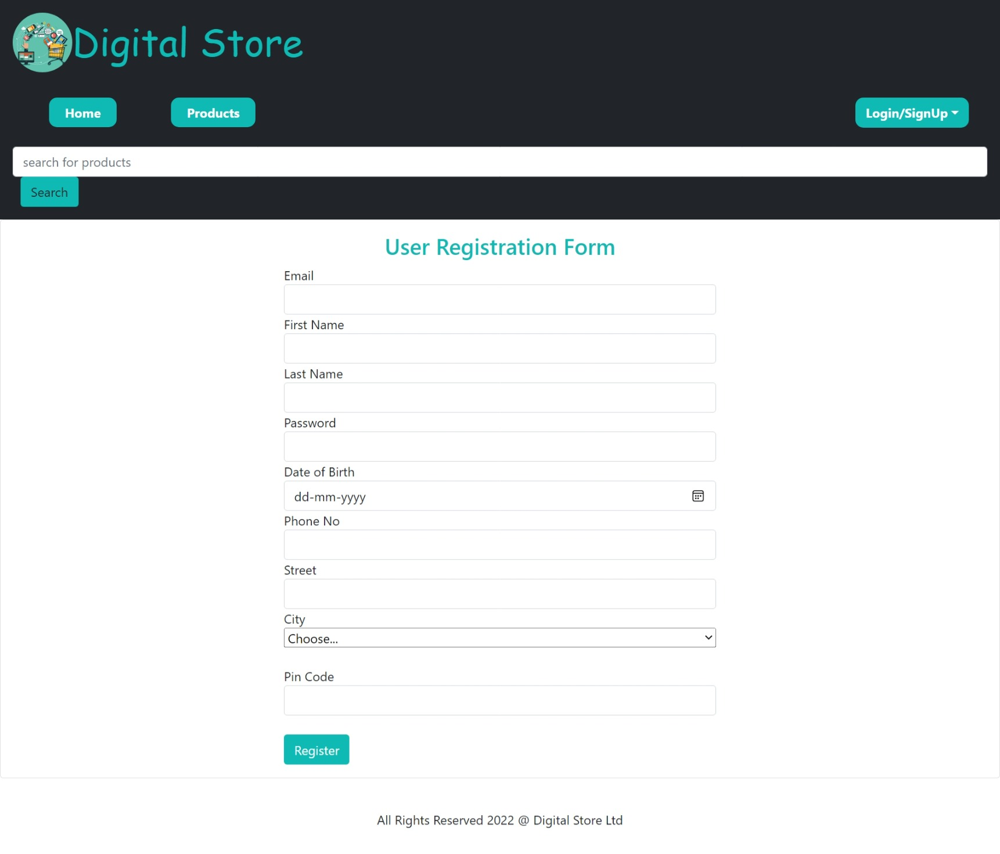 Digital Store
Home Products Login/SignUp
search for products
Search
User Registration Form
Email
First Name
Last Name
Password
Date of Birth
dd-mm-yyyy
Phone No
Street
City
Choose...
Pin Code
Register
All Rights Reserved 2022 @ Digital Store Ltd